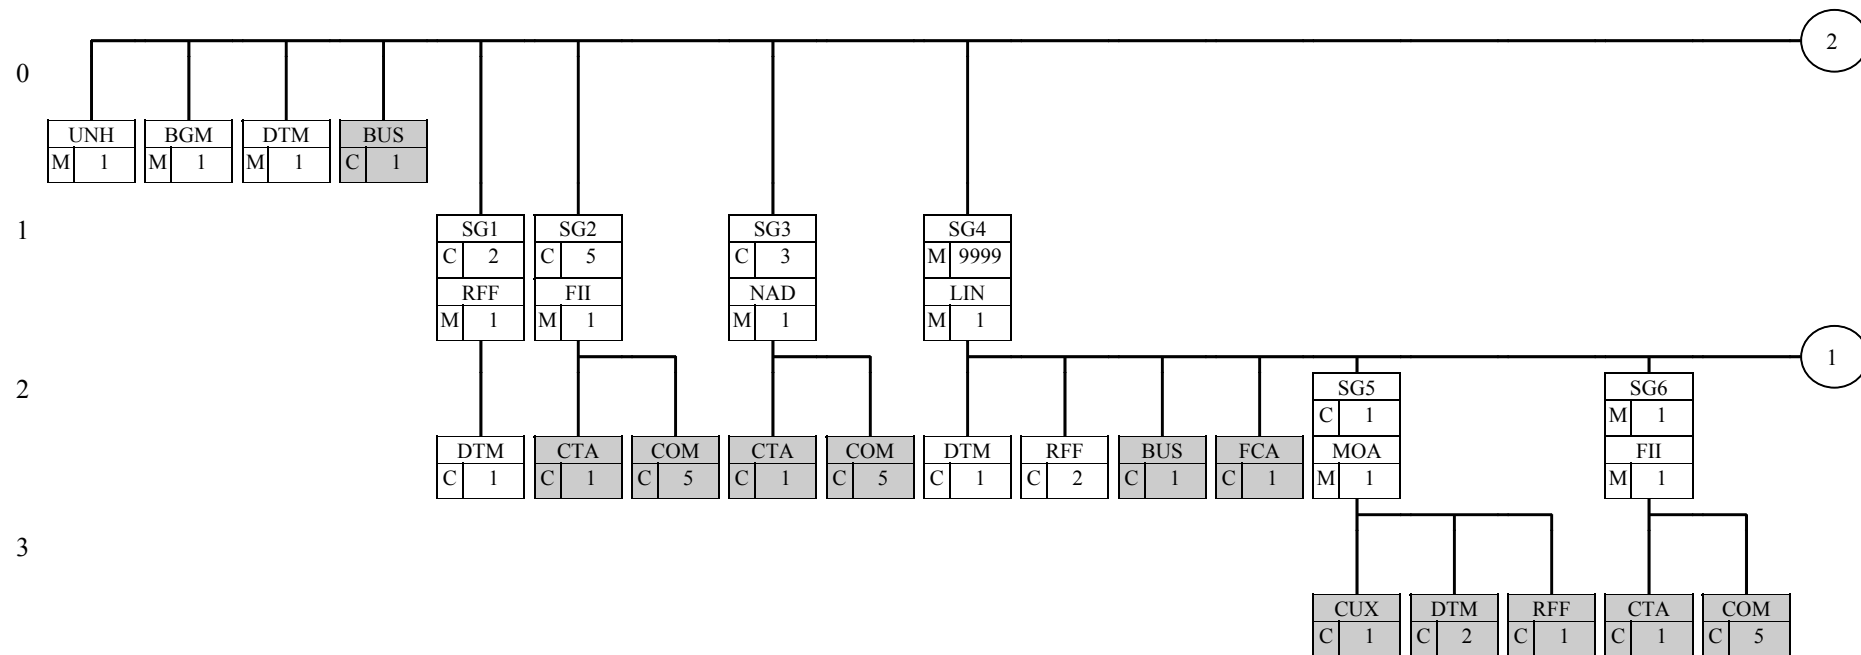 2
0
UNH BGM DTM BUS
M 1 M 1 M 1 C 1
1
SG1 SG2 SG3 SG4
C 2 C 5 C 3 M 9999
RFF FII NAD LIN
M 1 M 1 M 1 M 1
1
2
SG5 SG6
C 1 M 1
DTM CTA COM CTA COM DTM RFF BUS FCA MOA FII
C 1 C 1 C 5 C 1 C 5 C 1 C 2 C 1 C 1 M 1 M 1
3
CUX DTM RFF CTA COM
C 1 C 2 C 1 C 1 C 5